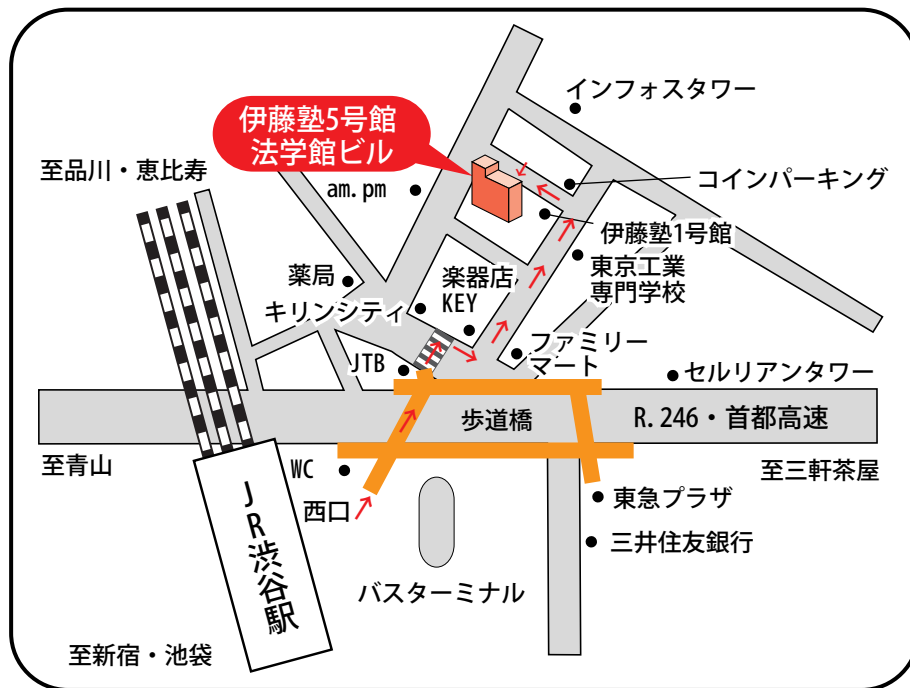 インフォスタワー
伊藤塾5号館
法学館ビル
至品川・恵比寿
am.pm
コインパーキング
伊藤塾1号館
東京工業
専門学校
薬局
楽器店
KEY
キリンシティ
ファミリー
マート
JTB
セルリアンタワー
歩道橋
R.246・首都高速
至青山
WC
至三軒茶屋
西口
東急プラザ
三井住友銀行
JR渋谷駅
バスターミナル
至新宿・池袋